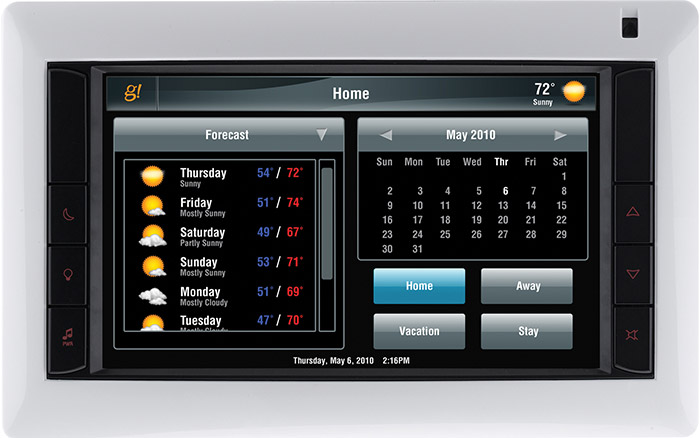 g!
Home
72°
Sunny
Forecast
Thursday 54° / 72°
Sunny
Friday 51° / 74°
Mostly Sunny
Saturday 49° / 67°
Partly Sunny
Sunday 53° / 71°
Mostly Sunny
Monday 51° / 69°
Mostly Cloudy
Tuesday 47° / 70°
Mostly Cloudy
May 2010
Sun Mon Tue Wed Thr Fri Sat
1
2 3 4 5 6 7 8
9 10 11 12 13 14 15
16 17 18 19 20 21 22
23 24 25 26 27 28 29
30 31
Home Away
Vacation Stay
Thursday, May 6, 2010 2:16PM
PWR